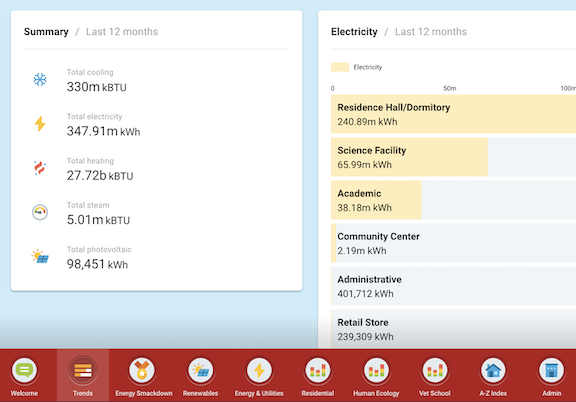 Summary / Last 12 months
Total cooling
330m kBTU
Total electricity
347.91m kWh
Total heating
27.72b kBTU
Total steam
5.01m kBTU
Total photovoltaic
98,451 kWh
Electricity / Last 12 months
Electricity
0 50m 100m
Residence Hall/Dormitory
240.89m kWh
Science Facility
65.99m kWh
Academic
38.18m kWh
Community Center
2.19m kWh
Administrative
401,712 kWh
Retail Store
239,309 kWh
Welcome Trends Energy Smackdown Renewables Energy & Utilities Residential Human Ecology Vet School A-Z Index Admin